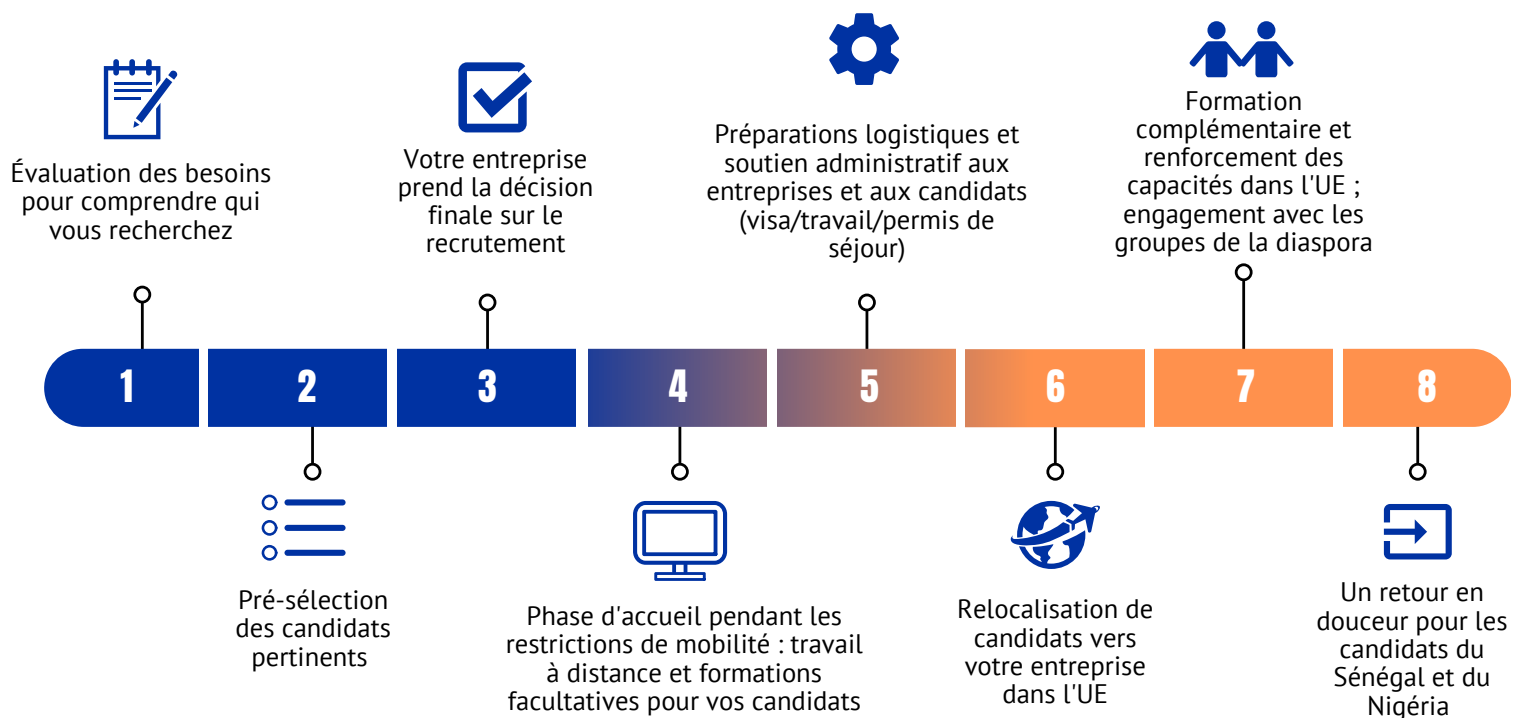 Évaluation des besoins
pour comprendre qui
vous recherchez
Votre entreprise
prend la décision
finale sur le
recrutement
Préparations logistiques et
soutien administratif aux
entreprises et aux candidats
(visa/travail/permis de
séjour)
Formation
complémentaire et
renforcement des
capacités dans l'UE ;
engagement avec les
groupes de la diaspora
1
2
3
4
5
6
7
8
Pré-sélection
des candidats
pertinents
Phase d'accueil pendant les
restrictions de mobilité : travail
à distance et formations
facultatives pour vos candidats
Relocalisation de
candidats vers
votre entreprise
dans l'UE
Un retour en
douceur pour les
candidats du
Sénégal et du
Nigéria